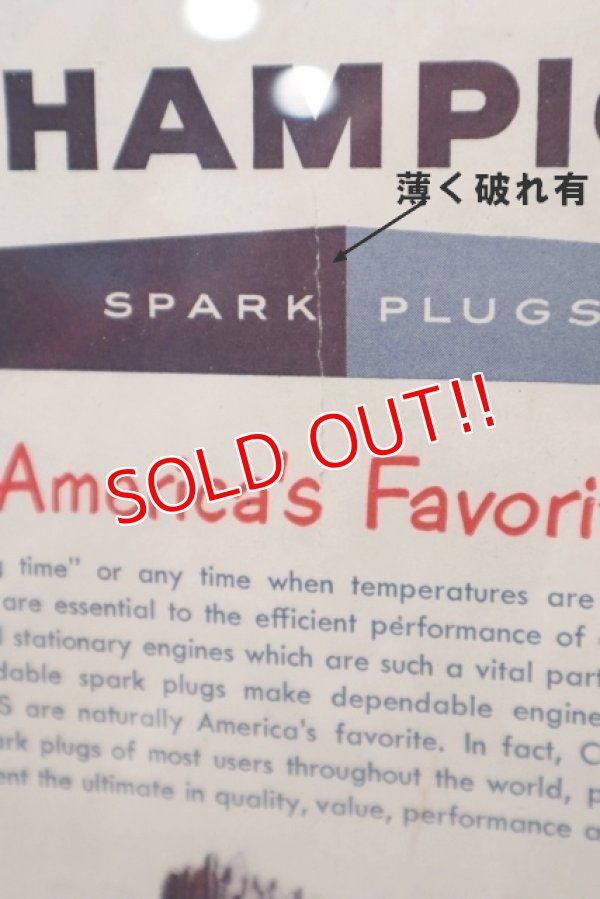 HAMPI
薄く破れ有
SPARK PLUGS
SOLD OUT!!
America's Favori
time" or any time when temperatures are
are essential to the efficient performance of
stationary engines which are such a vital part
dable spark plugs make dependable engine
S are naturally America's favorite. In fact, C
ark plugs of most users throughout the world, p
ent the ultimate in quality, value, performance a